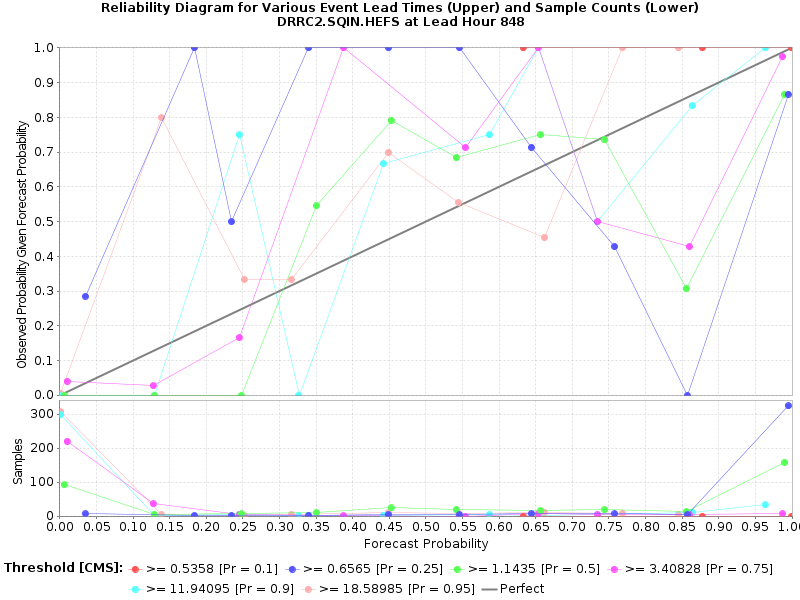 Reliability Diagram for Various Event Lead Times (Upper) and Sample Counts (Lower)
DRRC2.SQIN.HEFS at Lead Hour 848
Observed Probability Given Forecast Probability
1.0
0.9
0.8
0.7
0.6
0.5
0.4
0.3
0.2
0.1
0.0
Samples
300
200
100
0
0.00 0.05 0.10 0.15 0.20 0.25 0.30 0.35 0.40 0.45 0.50 0.55 0.60 0.65 0.70 0.75 0.80 0.85 0.90 0.95 1.00
Forecast Probability
Threshold [CMS]: >= 0.5358 [Pr = 0.1] >= 0.6565 [Pr = 0.25] >= 1.1435 [Pr = 0.5] >= 3.40828 [Pr = 0.75]
>= 11.94095 [Pr = 0.9] >= 18.58985 [Pr = 0.95] Perfect